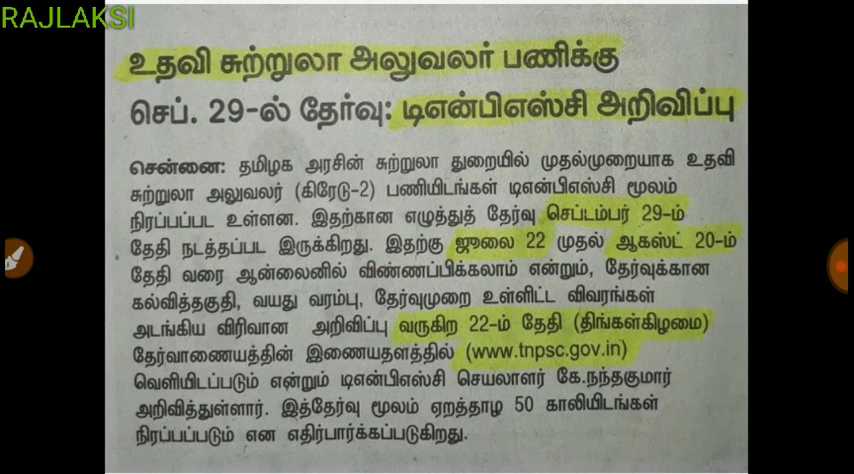 RAJLAKSI
உதவி சுற்றுலா அலுவலர் பணிக்கு
செப். 29-ல் தேர்வு: டிஎன்பிஎஸ்சி அறிவிப்பு
சென்னை: தமிழக அரசின் சுற்றுலா துறையில் முதல்முறையாக உதவி
சுற்றுலா அலுவலர் (கிரேடு-2) பணியிடங்கள் டிஎன்பிஎஸ்சி மூலம்
நிரப்பப்பட உள்ளன. இதற்கான எழுத்துத் தேர்வு செப்டம்பர் 29-ம்
தேதி நடத்தப்பட இருக்கிறது. இதற்கு ஜூலை 22 முதல் ஆகஸ்ட் 20-ம்
தேதி வரை ஆன்லைனில் விண்ணப்பிக்கலாம் என்றும், தேர்வுக்கான
கல்வித்தகுதி, வயது வரம்பு, தேர்வுமுறை உள்ளிட்ட விவரங்கள்
அடங்கிய விரிவான அறிவிப்பு வருகிற 22-ம் தேதி (திங்கள்கிழமை)
தேர்வாணையத்தின் இணையதளத்தில் (www.tnpsc.gov.in)
வெளியிடப்படும் என்றும் டிஎன்பிஎஸ்சி செயலாளர் கே.நந்தகுமார்
அறிவித்துள்ளார். இத்தேர்வு மூலம் ஏறத்தாழ 50 காலியிடங்கள்
நிரப்பப்படும் என எதிர்பார்க்கப்படுகிறது.